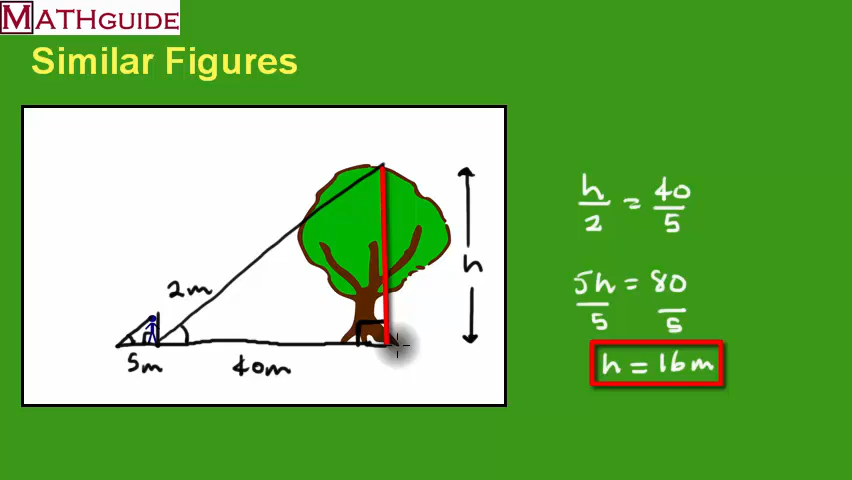 MATHGUIDE
Similar Figures
h/2 = 40/5
5h/5 = 80/5
h = 16m
h
2m
5m
40m